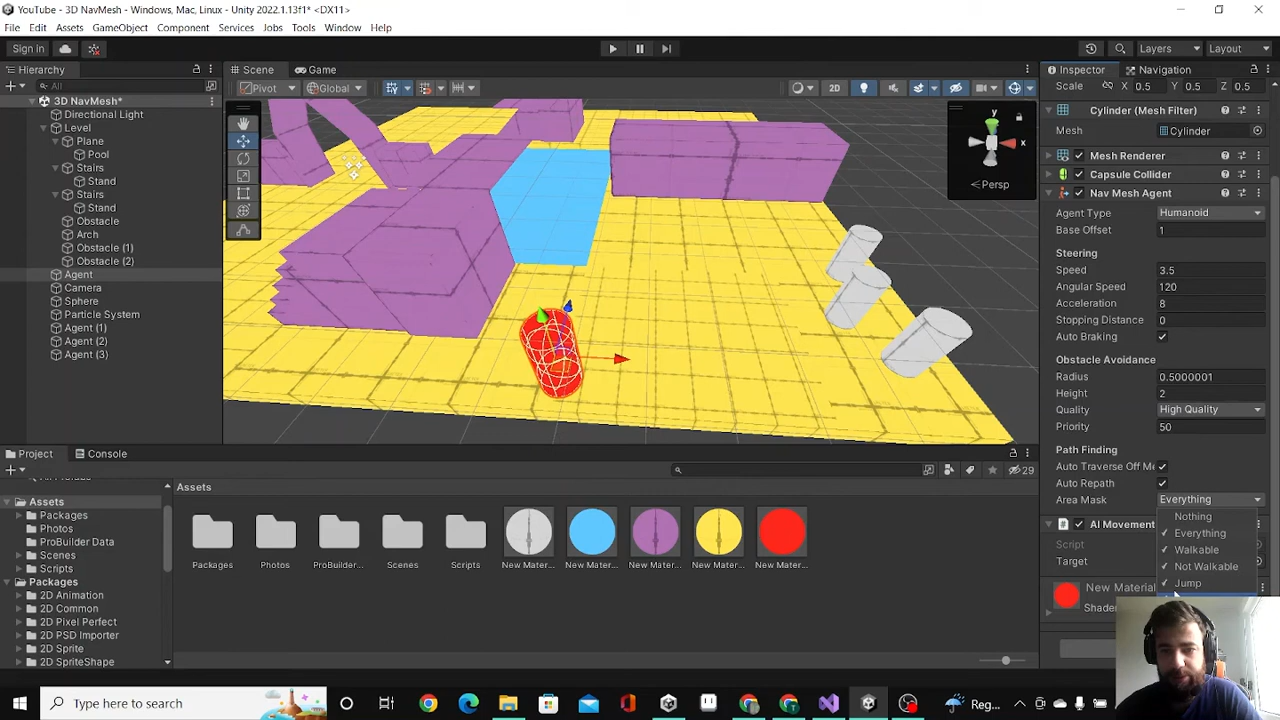 YouTube - 3D NavMesh - Windows, Mac, Linux - Unity 2022.1.13f1* <DX11>
File Edit Assets GameObject Component Services Jobs Tools Window Help
Sign in
Layers
Layout
Hierarchy
All
3D NavMesh*
Directional Light
Level
Plane
Pool
Stairs
Stand
Stairs
Stand
Obstacle
Arch
Obstacle (1)
Obstacle (2)
Agent
Camera
Sphere
Particle System
Agent (1)
Agent (2)
Agent (3)
Scene Game
Pivot Global 2D
y
x
Persp
Inspector Navigation
Scale X 0.5 Y 0.5 Z 0.5
Cylinder (Mesh Filter)
Mesh Cylinder
Mesh Renderer
Capsule Collider
Nav Mesh Agent
Agent Type Humanoid
Base Offset 1
Steering
Speed 3.5
Angular Speed 120
Acceleration 8
Stopping Distance 0
Auto Braking
Obstacle Avoidance
Radius 0.5000001
Height 2
Quality High Quality
Priority 50
Path Finding
Auto Traverse Off Me
Auto Repath
Area Mask Everything
Nothing
Everything
Walkable
Not Walkable
Jump
AI Movement
Script
Target
New Material
Shader
Project Console
29
Assets
Packages
Photos
ProBuilder Data
Scenes
Scripts
Packages
2D Animation
2D Common
2D Pixel Perfect
2D PSD Importer
2D Sprite
2D SpriteShape
Assets
Packages Photos ProBuilder... Scenes Scripts New Mater... New Mater... New Mater... New Mater... New Mater...
Type here to search
Reg...